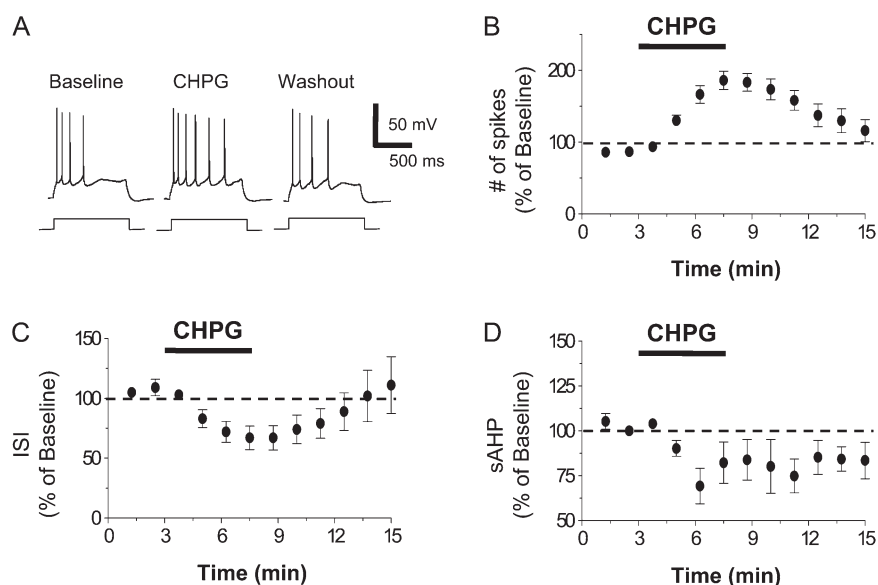 A
Baseline CHPG Washout
50 mV
500 ms
B
CHPG
# of spikes
(% of Baseline)
200
100
0
0 3 6 9 12 15
Time (min)
C
CHPG
ISI
(% of Baseline)
150
100
50
0
0 3 6 9 12 15
Time (min)
D
CHPG
sAHP
(% of Baseline)
150
125
100
75
50
0 3 6 9 12 15
Time (min)